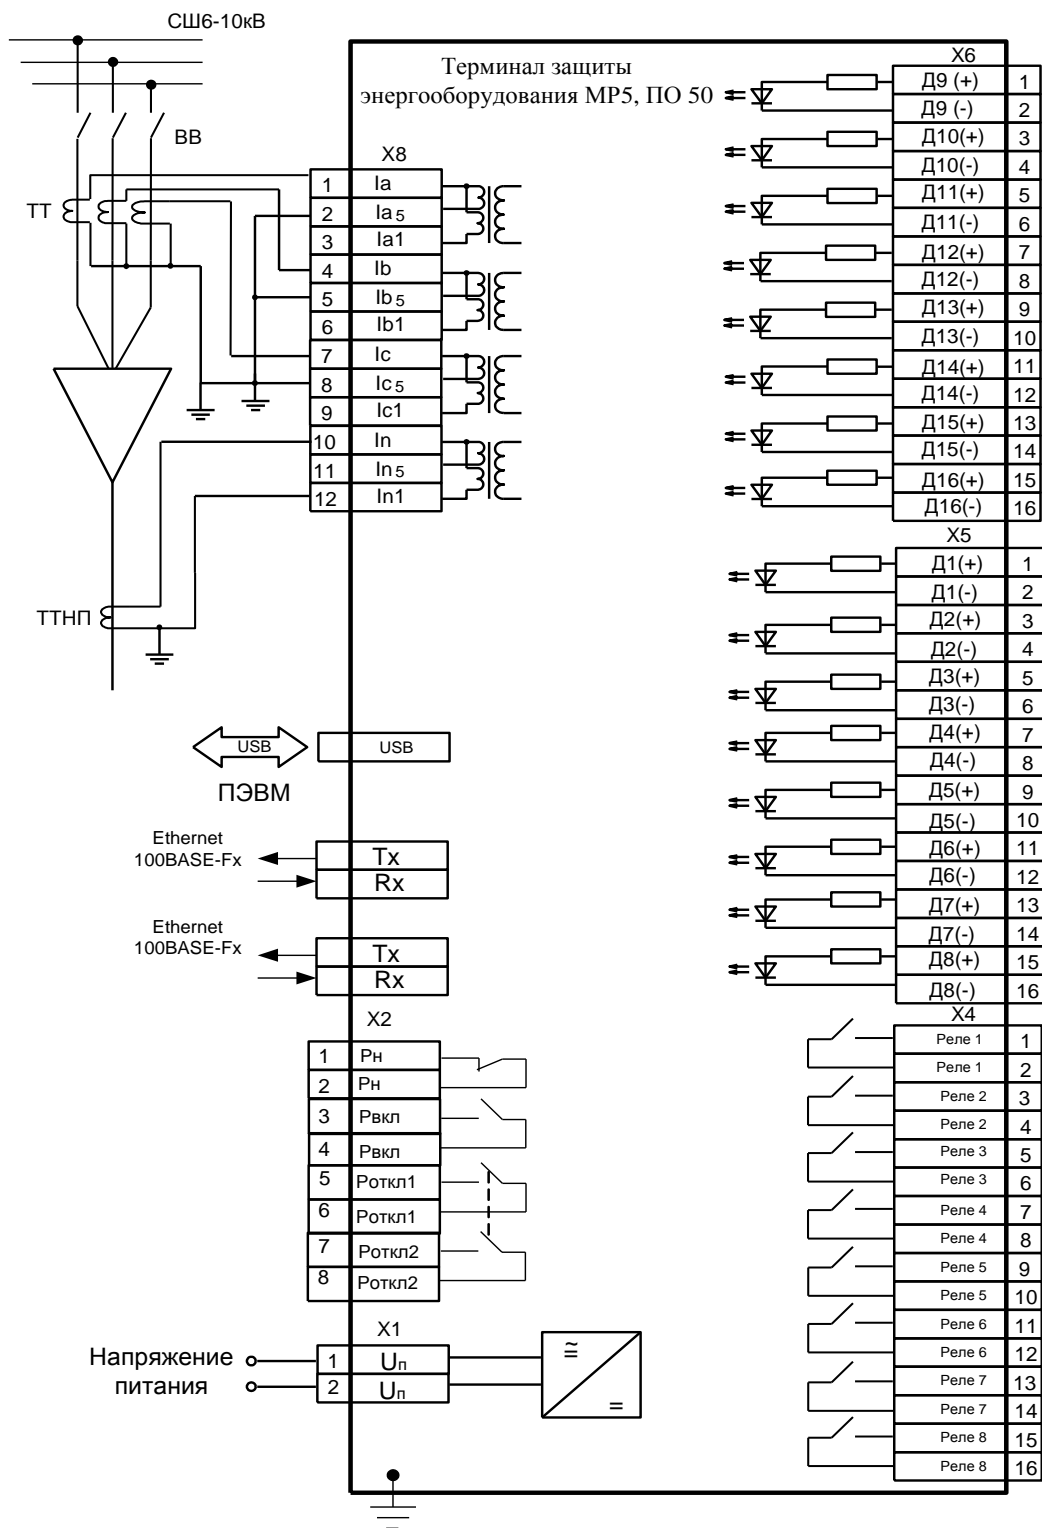 СШ6-10кВ
Терминал защиты
энергооборудования МР5, ПО 50
ВВ
ТТ
X8
1 Ia
2 Ia 5
3 Ia1
4 Ib
5 Ib 5
6 Ib1
7 Ic
8 Ic 5
9 Ic1
10 In
11 In 5
12 In1
ТТНП
USB
USB
ПЭВМ
Ethernet
100BASE-Fx
Tx
Rx
Ethernet
100BASE-Fx
Tx
Rx
X2
1 Рн
2 Рн
3 Рвкл
4 Рвкл
5 Роткл1
6 Роткл1
7 Роткл2
8 Роткл2
X1
Напряжение
питания
1 Uп
2 Uп
≅
=
X6
Д9 (+) 1
Д9 (-) 2
Д10(+) 3
Д10(-) 4
Д11(+) 5
Д11(-) 6
Д12(+) 7
Д12(-) 8
Д13(+) 9
Д13(-) 10
Д14(+) 11
Д14(-) 12
Д15(+) 13
Д15(-) 14
Д16(+) 15
Д16(-) 16
X5
Д1(+) 1
Д1(-) 2
Д2(+) 3
Д2(-) 4
Д3(+) 5
Д3(-) 6
Д4(+) 7
Д4(-) 8
Д5(+) 9
Д5(-) 10
Д6(+) 11
Д6(-) 12
Д7(+) 13
Д7(-) 14
Д8(+) 15
Д8(-) 16
X4
Реле 1 1
Реле 1 2
Реле 2 3
Реле 2 4
Реле 3 5
Реле 3 6
Реле 4 7
Реле 4 8
Реле 5 9
Реле 5 10
Реле 6 11
Реле 6 12
Реле 7 13
Реле 7 14
Реле 8 15
Реле 8 16